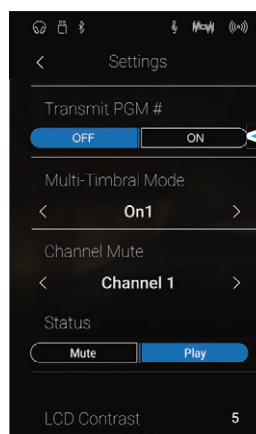 Settings
Transmit PGM #
OFF ON
Multi-Timbral Mode
On1
Channel Mute
Channel 1
Status
Mute Play
LCD Contrast 5